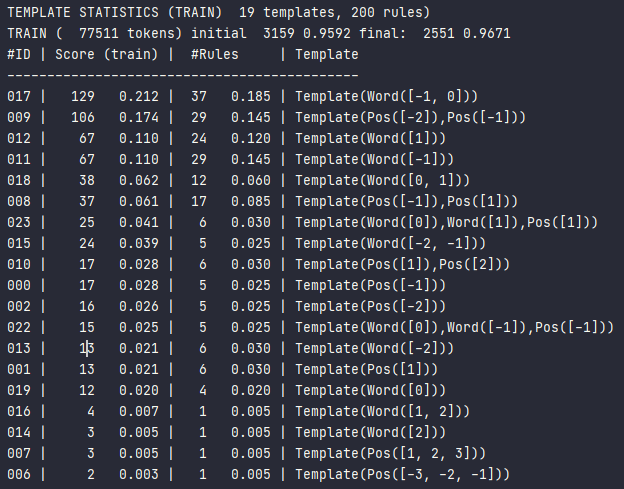 TEMPLATE STATISTICS (TRAIN)  19 templates, 200 rules)
TRAIN (  77511 tokens) initial  3159 0.9592 final:  2551 0.9671
#ID | Score (train) |  #Rules     | Template
--------------------------------------------
017 |   129   0.212 |  37   0.185 | Template(Word([-1, 0]))
009 |   106   0.174 |  29   0.145 | Template(Pos([-2]),Pos([-1]))
012 |    67   0.110 |  24   0.120 | Template(Word([1]))
011 |    67   0.110 |  29   0.145 | Template(Word([-1]))
018 |    38   0.062 |  12   0.060 | Template(Word([0, 1]))
008 |    37   0.061 |  17   0.085 | Template(Pos([-1]),Pos([1]))
023 |    25   0.041 |   6   0.030 | Template(Word([0]),Word([1]),Pos([1]))
015 |    24   0.039 |   5   0.025 | Template(Word([-2, -1]))
010 |    17   0.028 |   6   0.030 | Template(Pos([1]),Pos([2]))
000 |    17   0.028 |   5   0.025 | Template(Pos([-1]))
002 |    16   0.026 |   5   0.025 | Template(Pos([-2]))
022 |    15   0.025 |   5   0.025 | Template(Word([0]),Word([-1]),Pos([-1]))
013 |    13   0.021 |   6   0.030 | Template(Word([-2]))
001 |    13   0.021 |   6   0.030 | Template(Pos([1]))
019 |    12   0.020 |   4   0.020 | Template(Word([0]))
016 |     4   0.007 |   1   0.005 | Template(Word([1, 2]))
014 |     3   0.005 |   1   0.005 | Template(Word([2]))
007 |     3   0.005 |   1   0.005 | Template(Pos([1, 2, 3]))
006 |     2   0.003 |   1   0.005 | Template(Pos([-3, -2, -1]))